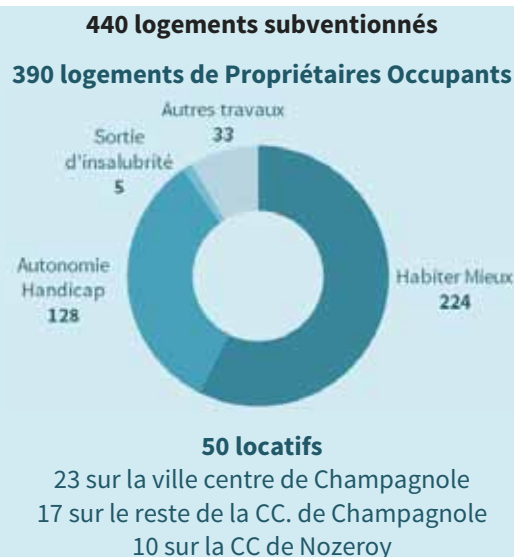 440 logements subventionnés
390 logements de Propriétaires Occupants
Autres travaux
33
Sortie
d'insalubrité
5
Autonomie
Handicap
128
Habiter Mieux
224
50 locatifs
23 sur la ville centre de Champagnole
17 sur le reste de la CC. de Champagnole
10 sur la CC de Nozeroy